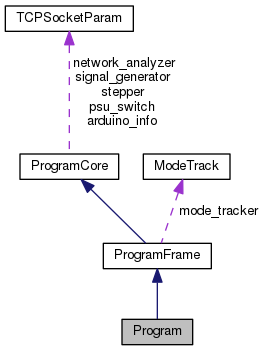 TCPSocketParam
network_analyzer
signal_generator
stepper
psu_switch
arduino_info
ProgramCore
ModeTrack
mode_tracker
ProgramFrame
Program